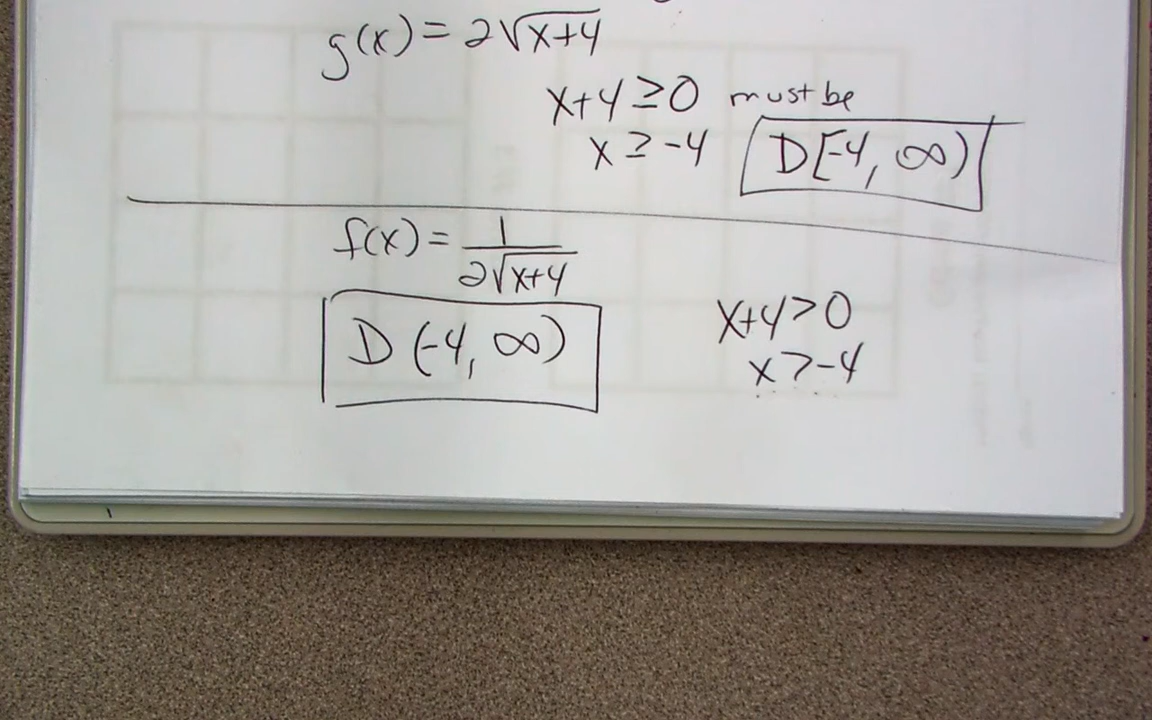 g(x) = 2√x+4
x+4 ≥ 0 must be
x ≥ -4 D[-4, ∞)
f(x) = 1/2√x+4
D (-4, ∞)
x+4 > 0
x > -4